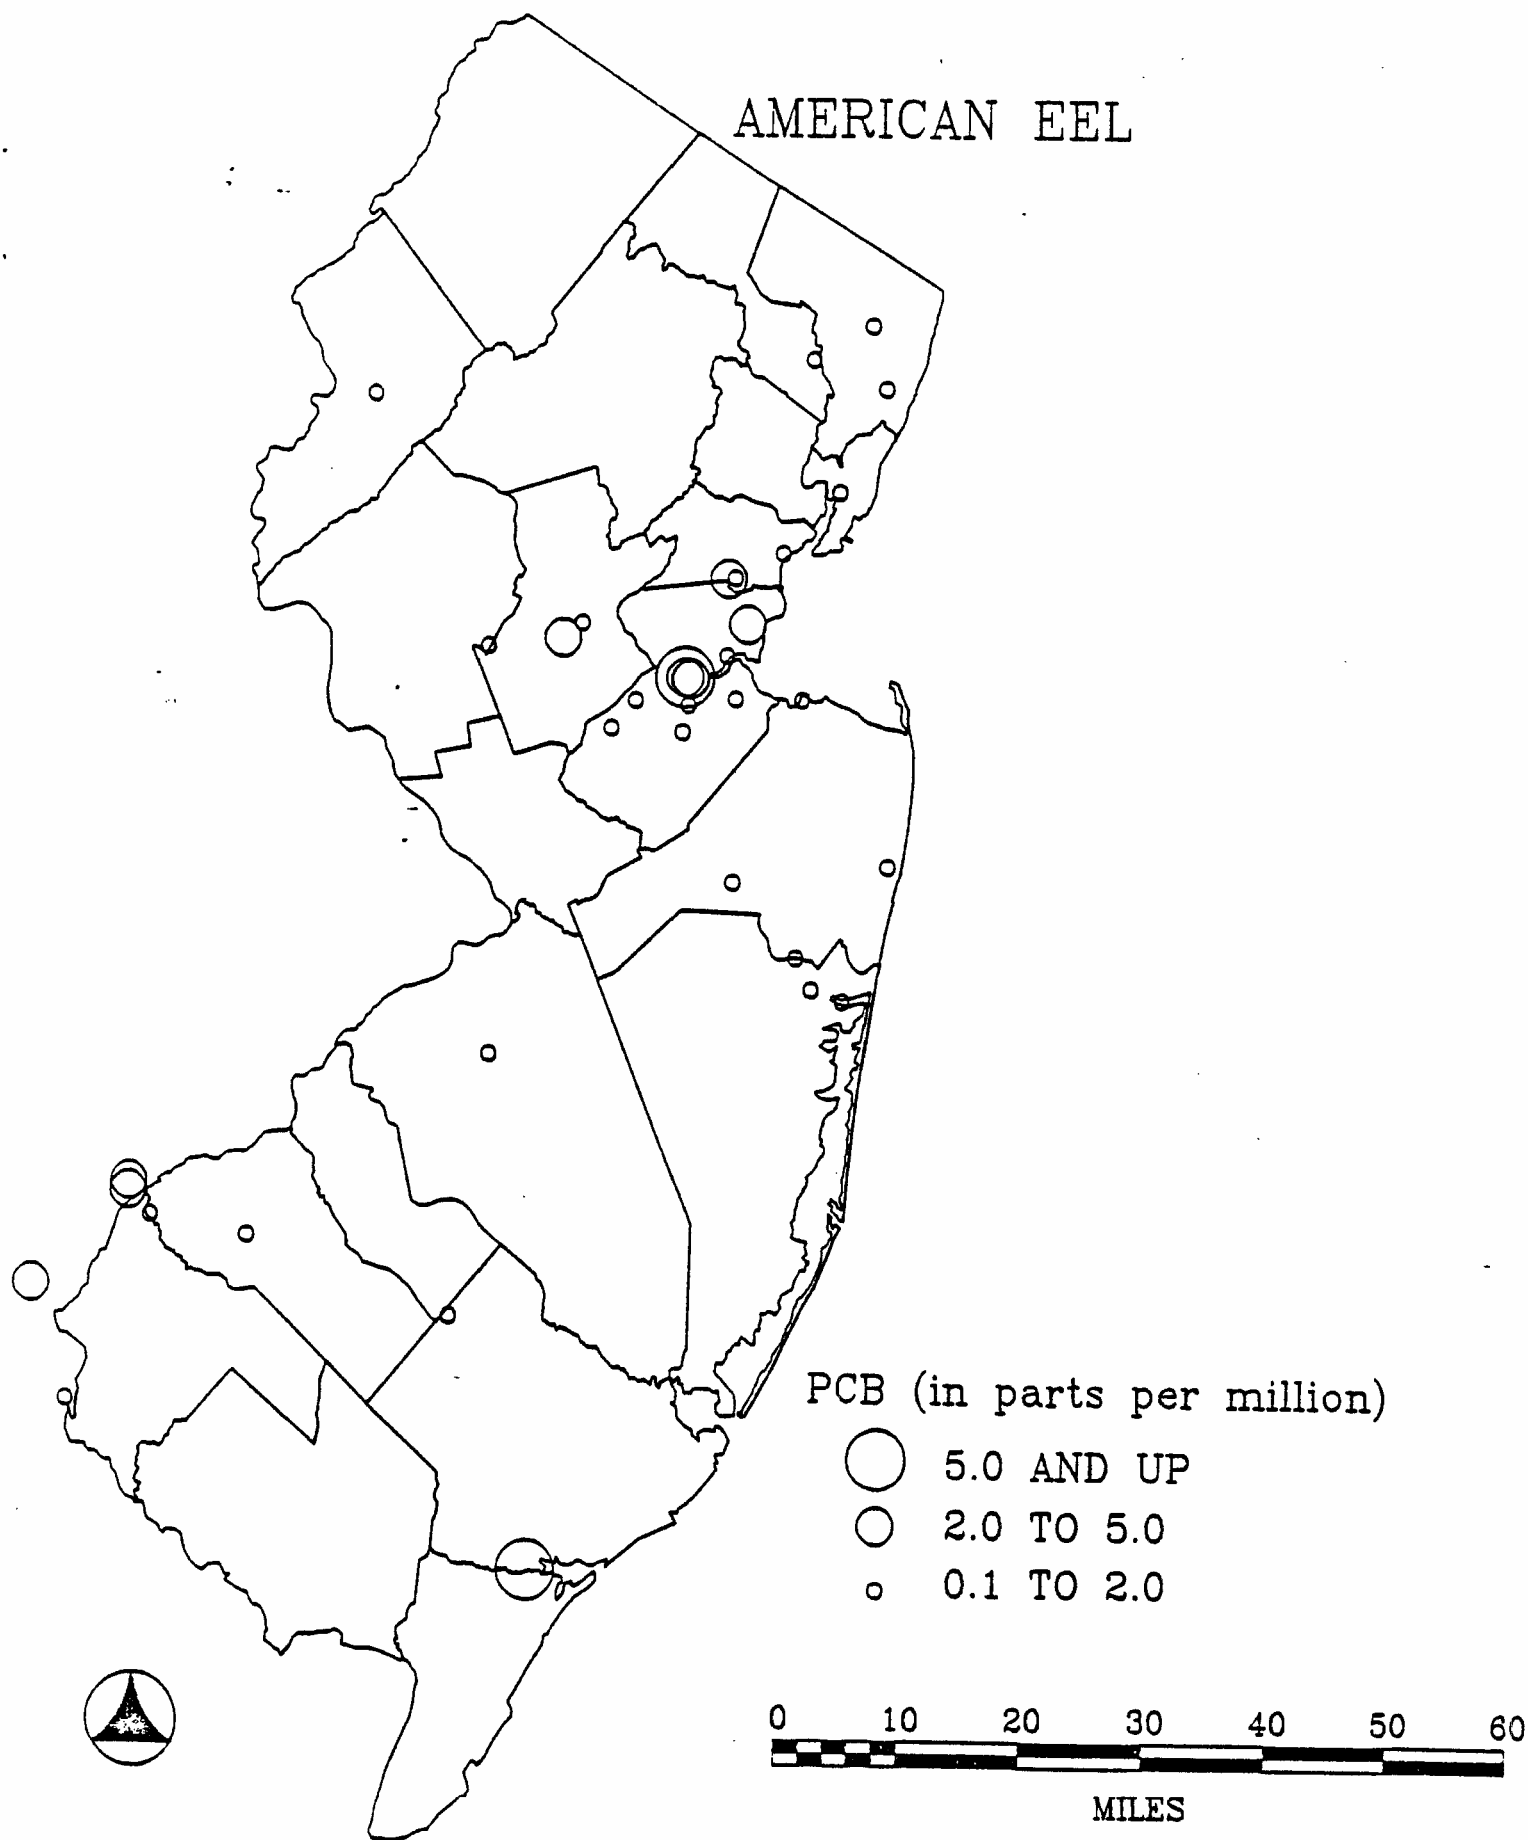 AMERICAN EEL
PCB (in parts per million)
5.0 AND UP
2.0 TO 5.0
0.1 TO 2.0
0 10 20 30 40 50 60
MILES